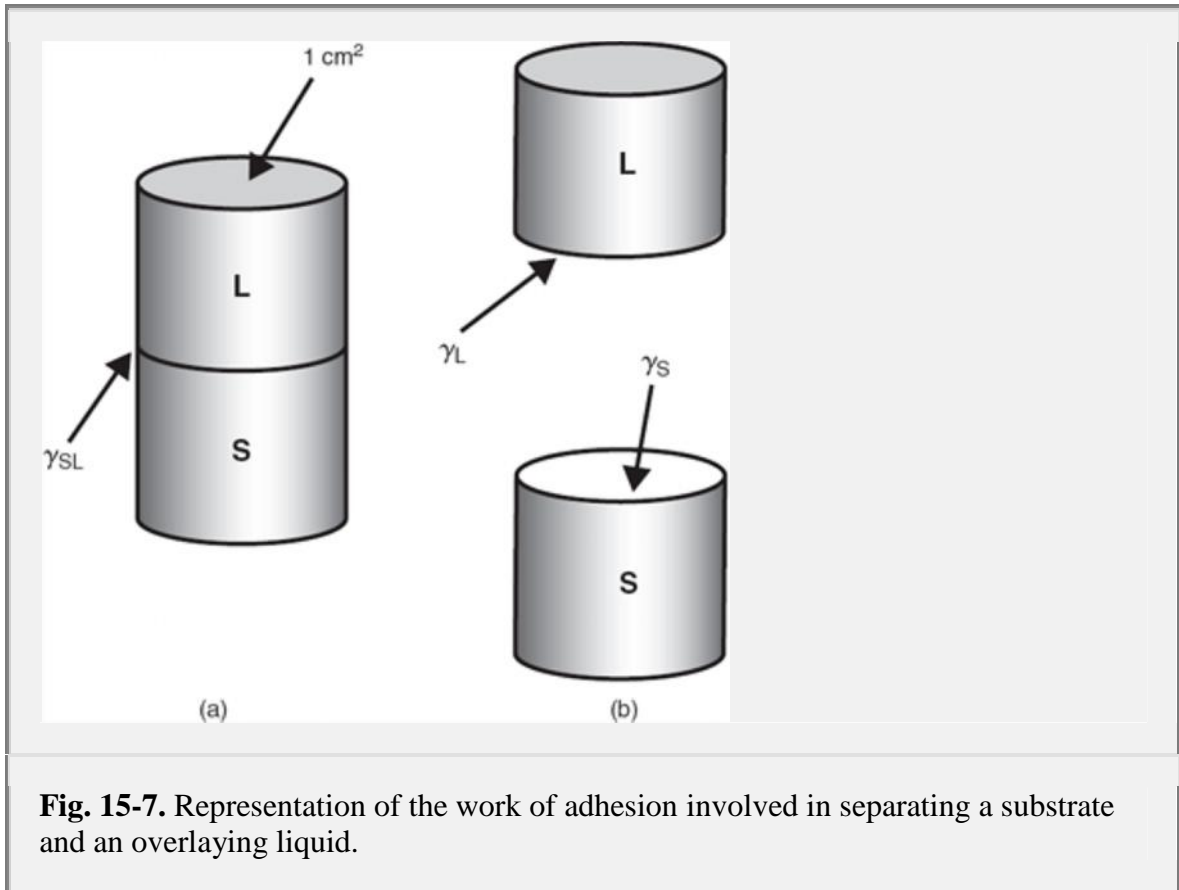 1 cm²
L
S
γSL
(a)
L
γL
γS
S
(b)
Fig. 15-7. Representation of the work of adhesion involved in separating a substrate
and an overlaying liquid.